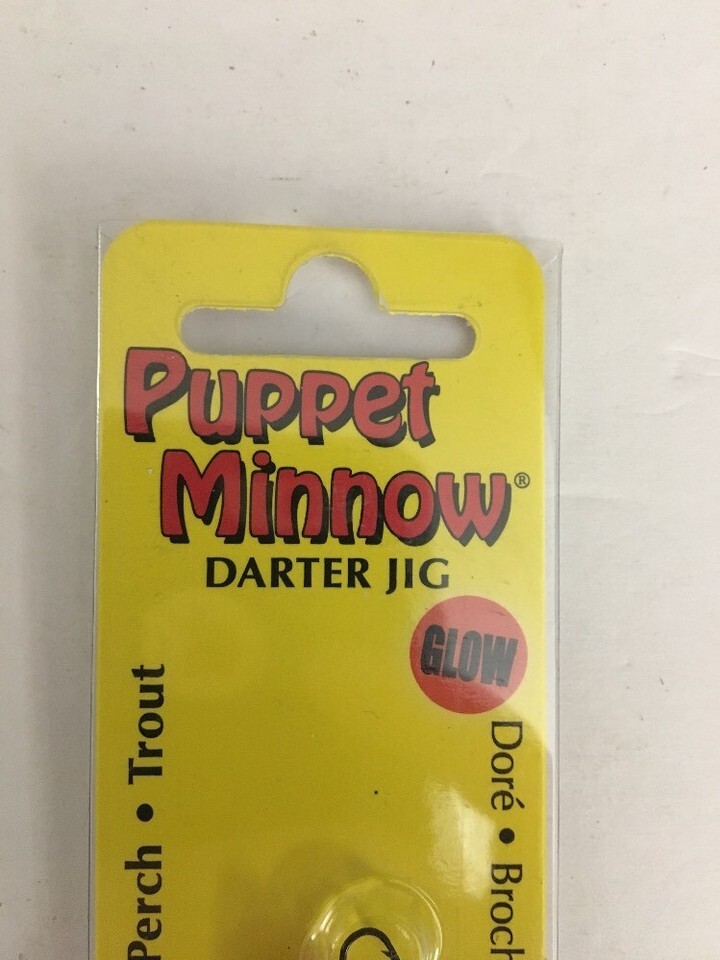 Puppet
Minnow®
DARTER JIG
GLOW
Perch • Trout
Doré •